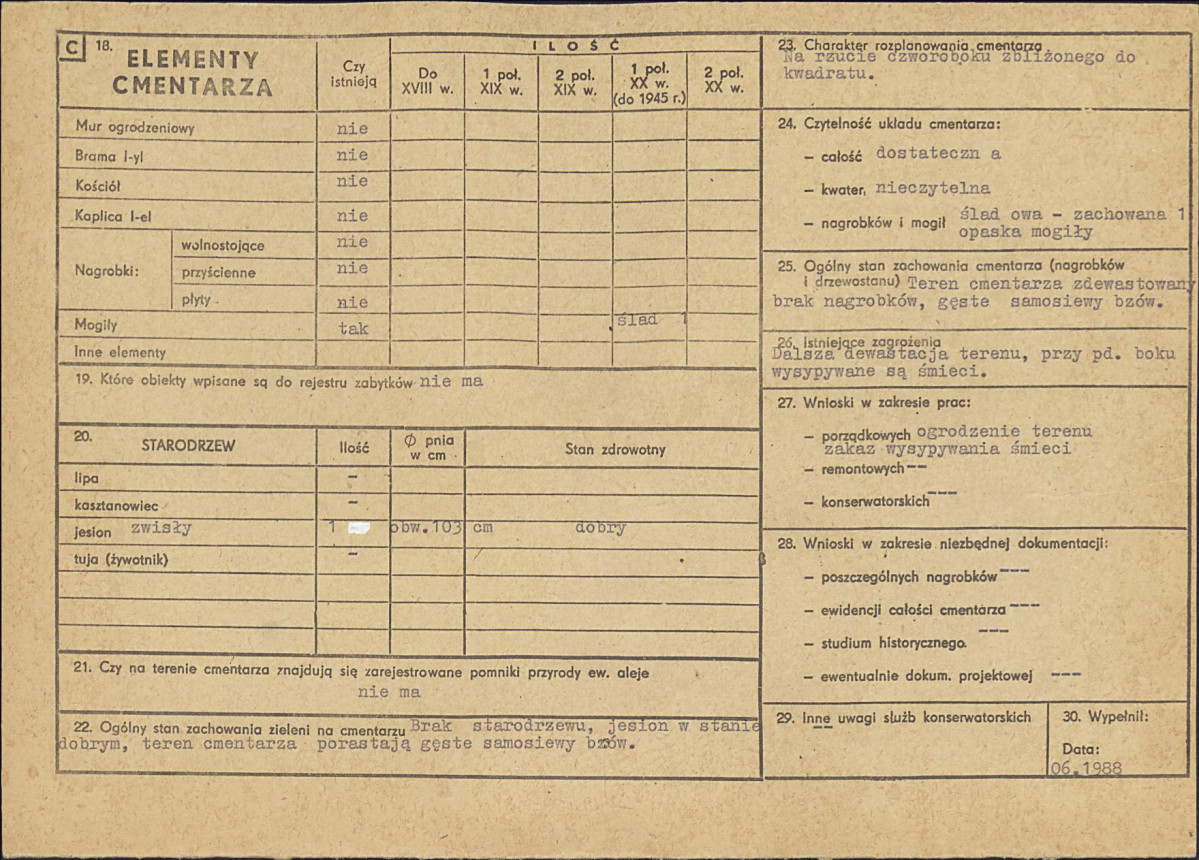 C 18. ELEMENTY CMENTARZA
Czy istnieją
ILOŚĆ
Do XVIII w.
1 poł. XIX w.
2 poł. XIX w.
1 poł. XX w. (do 1945 r.)
2 poł. XX w.
Mur ogrodzeniowy nie
Brama I-yl nie
Kościół nie
Kaplica I-el nie
Nagrobki:
wolnostojące nie
przyścienne nie
płyty nie
Mogiły tak ślad 1
Inne elementy
19. Które obiekty wpisane są do rejestru zabytków nie ma
20. STARODRZEW Ilość Ø pnia w cm Stan zdrowotny
lipa –
kasztanowiec –
jesion zwisły 1 obw.103 cm dobry
tuja (żywotnik) –
21. Czy na terenie cmentarza znajdują się zarejestrowane pomniki przyrody ew. aleje
nie ma
22. Ogólny stan zachowania zieleni na cmentarzu Brak starodrzewu, jesion w stanie
dobrym, teren cmentarza porastają gęste samosiewy bzów.
23. Charakter rozplanowania cmentarza
Na rzucie czworoboku zbliżonego do
kwadratu.
24. Czytelność układu cmentarza:
– całość dostateczn a
– kwater, nieczytelna
– nagrobków i mogił ślad owa - zachowana 1
opaska mogiły
25. Ogólny stan zachowania cmentarza (nagrobków
i drzewostanu) Teren cmentarza zdewastowany
brak nagrobków, gęste samosiewy bzów.
26. Istniejące zagrożenia
Dalsza dewastacja terenu, przy pd. boku
wysypywane są śmieci.
27. Wnioski w zakresie prac:
– porządkowych ogrodzenie terenu
zakaz wysypywania śmieci
– remontowych --
– konserwatorskich ---
28. Wnioski w zakresie niezbędnej dokumentacji:
– poszczególnych nagrobków ---
– ewidencji całości cmentarza ---
– studium historycznego ---
– ewentualnie dokum. projektowej ---
29. Inne uwagi służb konserwatorskich
--
30. Wypełnił:
Data:
06.1988